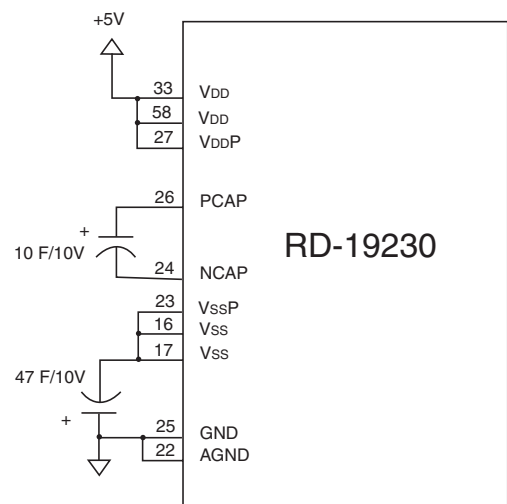 +5V
33 VDD
58 VDD
27 VDDP
26 PCAP
+
10 F/10V
RD-19230
24 NCAP
23 VSSP
16 VSS
17 VSS
47 F/10V
+
25 GND
22 AGND